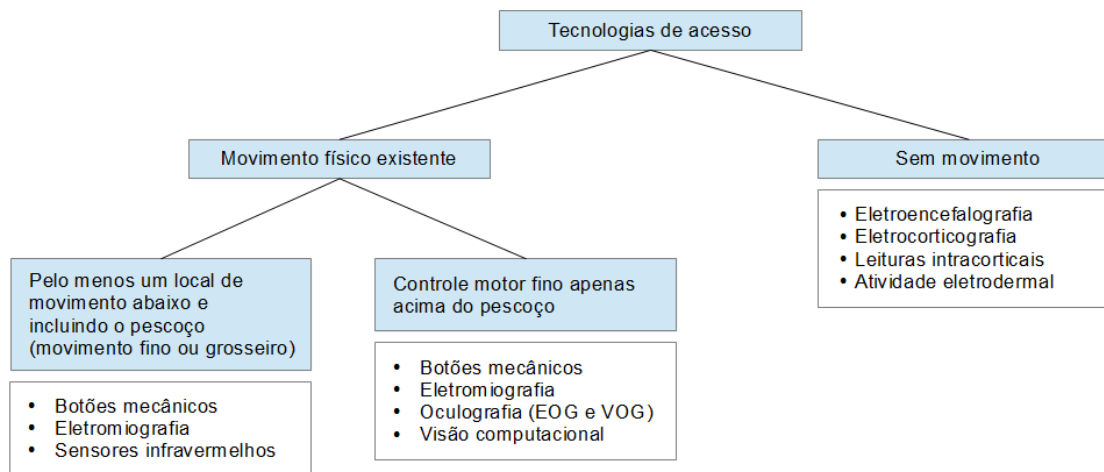 Tecnologias de acesso
Movimento físico existente
Sem movimento
• Eletroencefalografia
• Eletrocorticografia
• Leituras intracorticais
• Atividade eletrodermal
Pelo menos um local de
movimento abaixo e
incluindo o pescoço
(movimento fino ou grosseiro)
• Botões mecânicos
• Eletromiografia
• Sensores infravermelhos
Controle motor fino apenas
acima do pescoço
• Botões mecânicos
• Eletromiografia
• Oculografia (EOG e VOG)
• Visão computacional